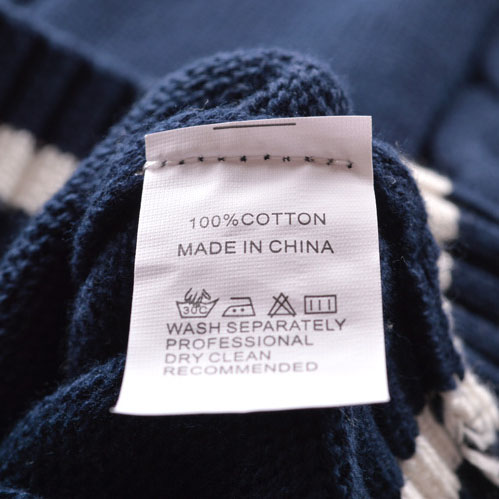 100%COTTON
MADE IN CHINA
30C
WASH SEPARATELY
PROFESSIONAL
DRY CLEAN
RECOMMENDED